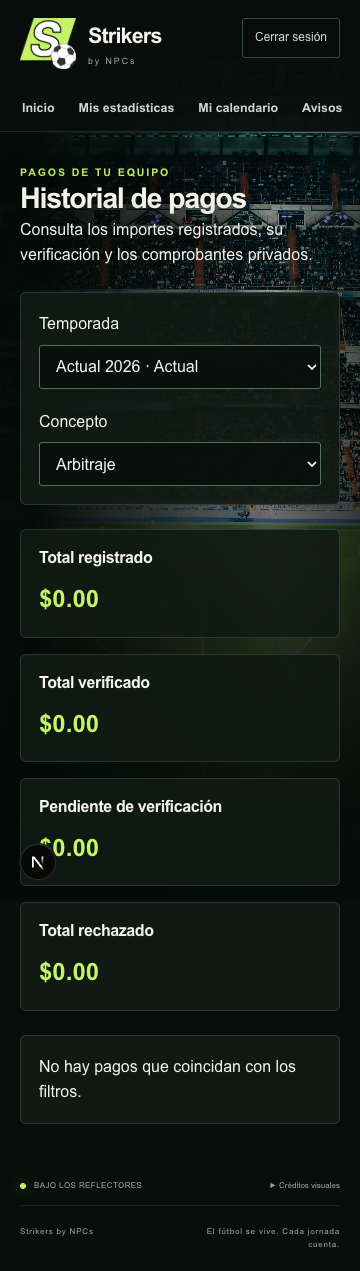 Strikers
by NPCs
Cerrar sesión
Inicio Mis estadísticas Mi calendario Avisos
PAGOS DE TU EQUIPO
Historial de pagos
Consulta los importes registrados, su
verificación y los comprobantes privados.
Temporada
Actual 2026 · Actual
Concepto
Arbitraje
Total registrado
$0.00
Total verificado
$0.00
Pendiente de verificación
$0.00
N
Total rechazado
$0.00
No hay pagos que coincidan con los
filtros.
BAJO LOS REFLECTORES
Créditos visuales
Strikers by NPCs
El fútbol se vive. Cada jornada
cuenta.